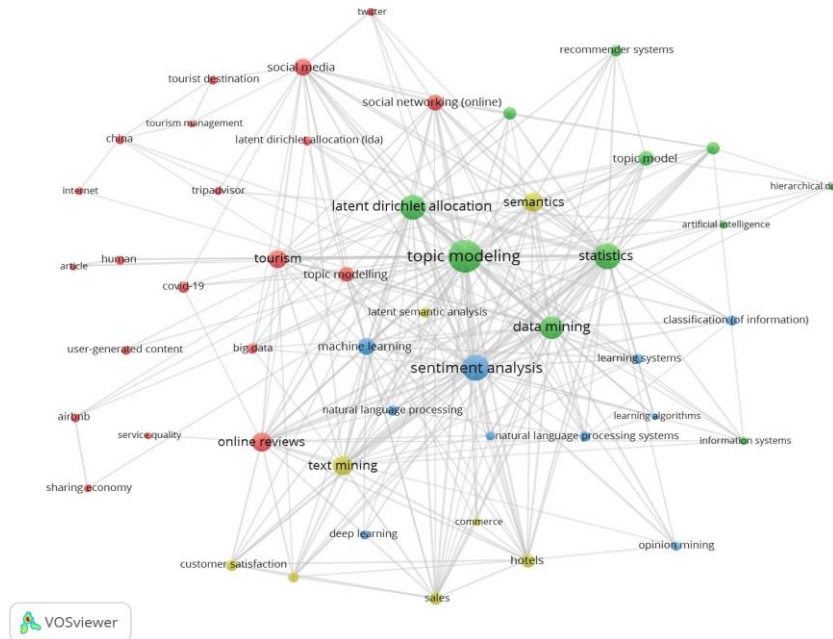 twitter
recommender systems
social media
tourist destination
social networking (online)
tourism management
china
latent dirichlet allocation (lda)
topic model
internet
tripadvisor
hierarchical di
latent dirichlet allocation
semantics
artificial intelligence
topic modeling
statistics
human
tourism
article
topic modelling
covid-19
latent semantic analysis
classification (of information)
data mining
user-generated content
big data
machine learning
learning systems
sentiment analysis
natural language processing
learning algorithms
airbnb
service quality
online reviews
natural language processing systems
information systems
text mining
sharing economy
commerce
deep learning
opinion mining
customer satisfaction
hotels
sales
VOSviewer